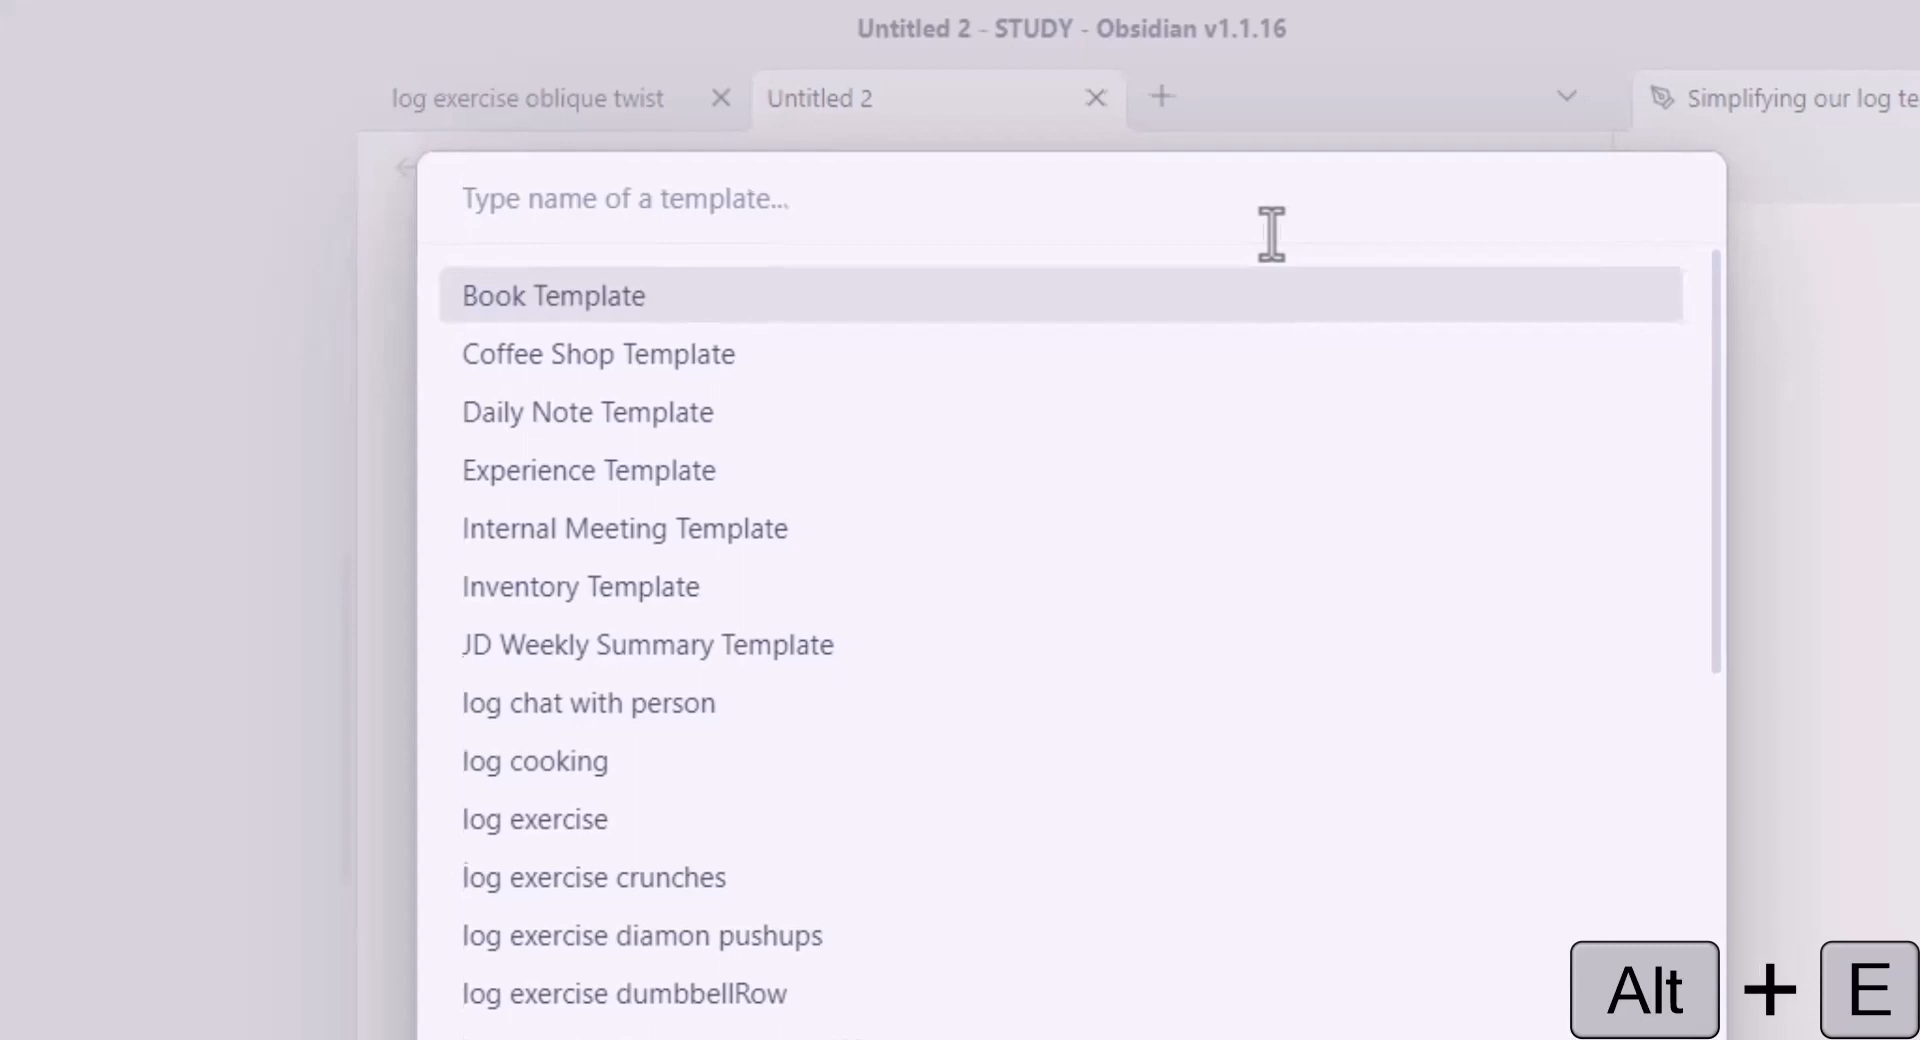 Untitled 2 - STUDY - Obsidian v1.1.16
log exercise oblique twist
Untitled 2
Simplifying our log te
Type name of a template...
Book Template
Coffee Shop Template
Daily Note Template
Experience Template
Internal Meeting Template
Inventory Template
JD Weekly Summary Template
log chat with person
log cooking
log exercise
log exercise crunches
log exercise diamon pushups
log exercise dumbbellRow
Alt + E